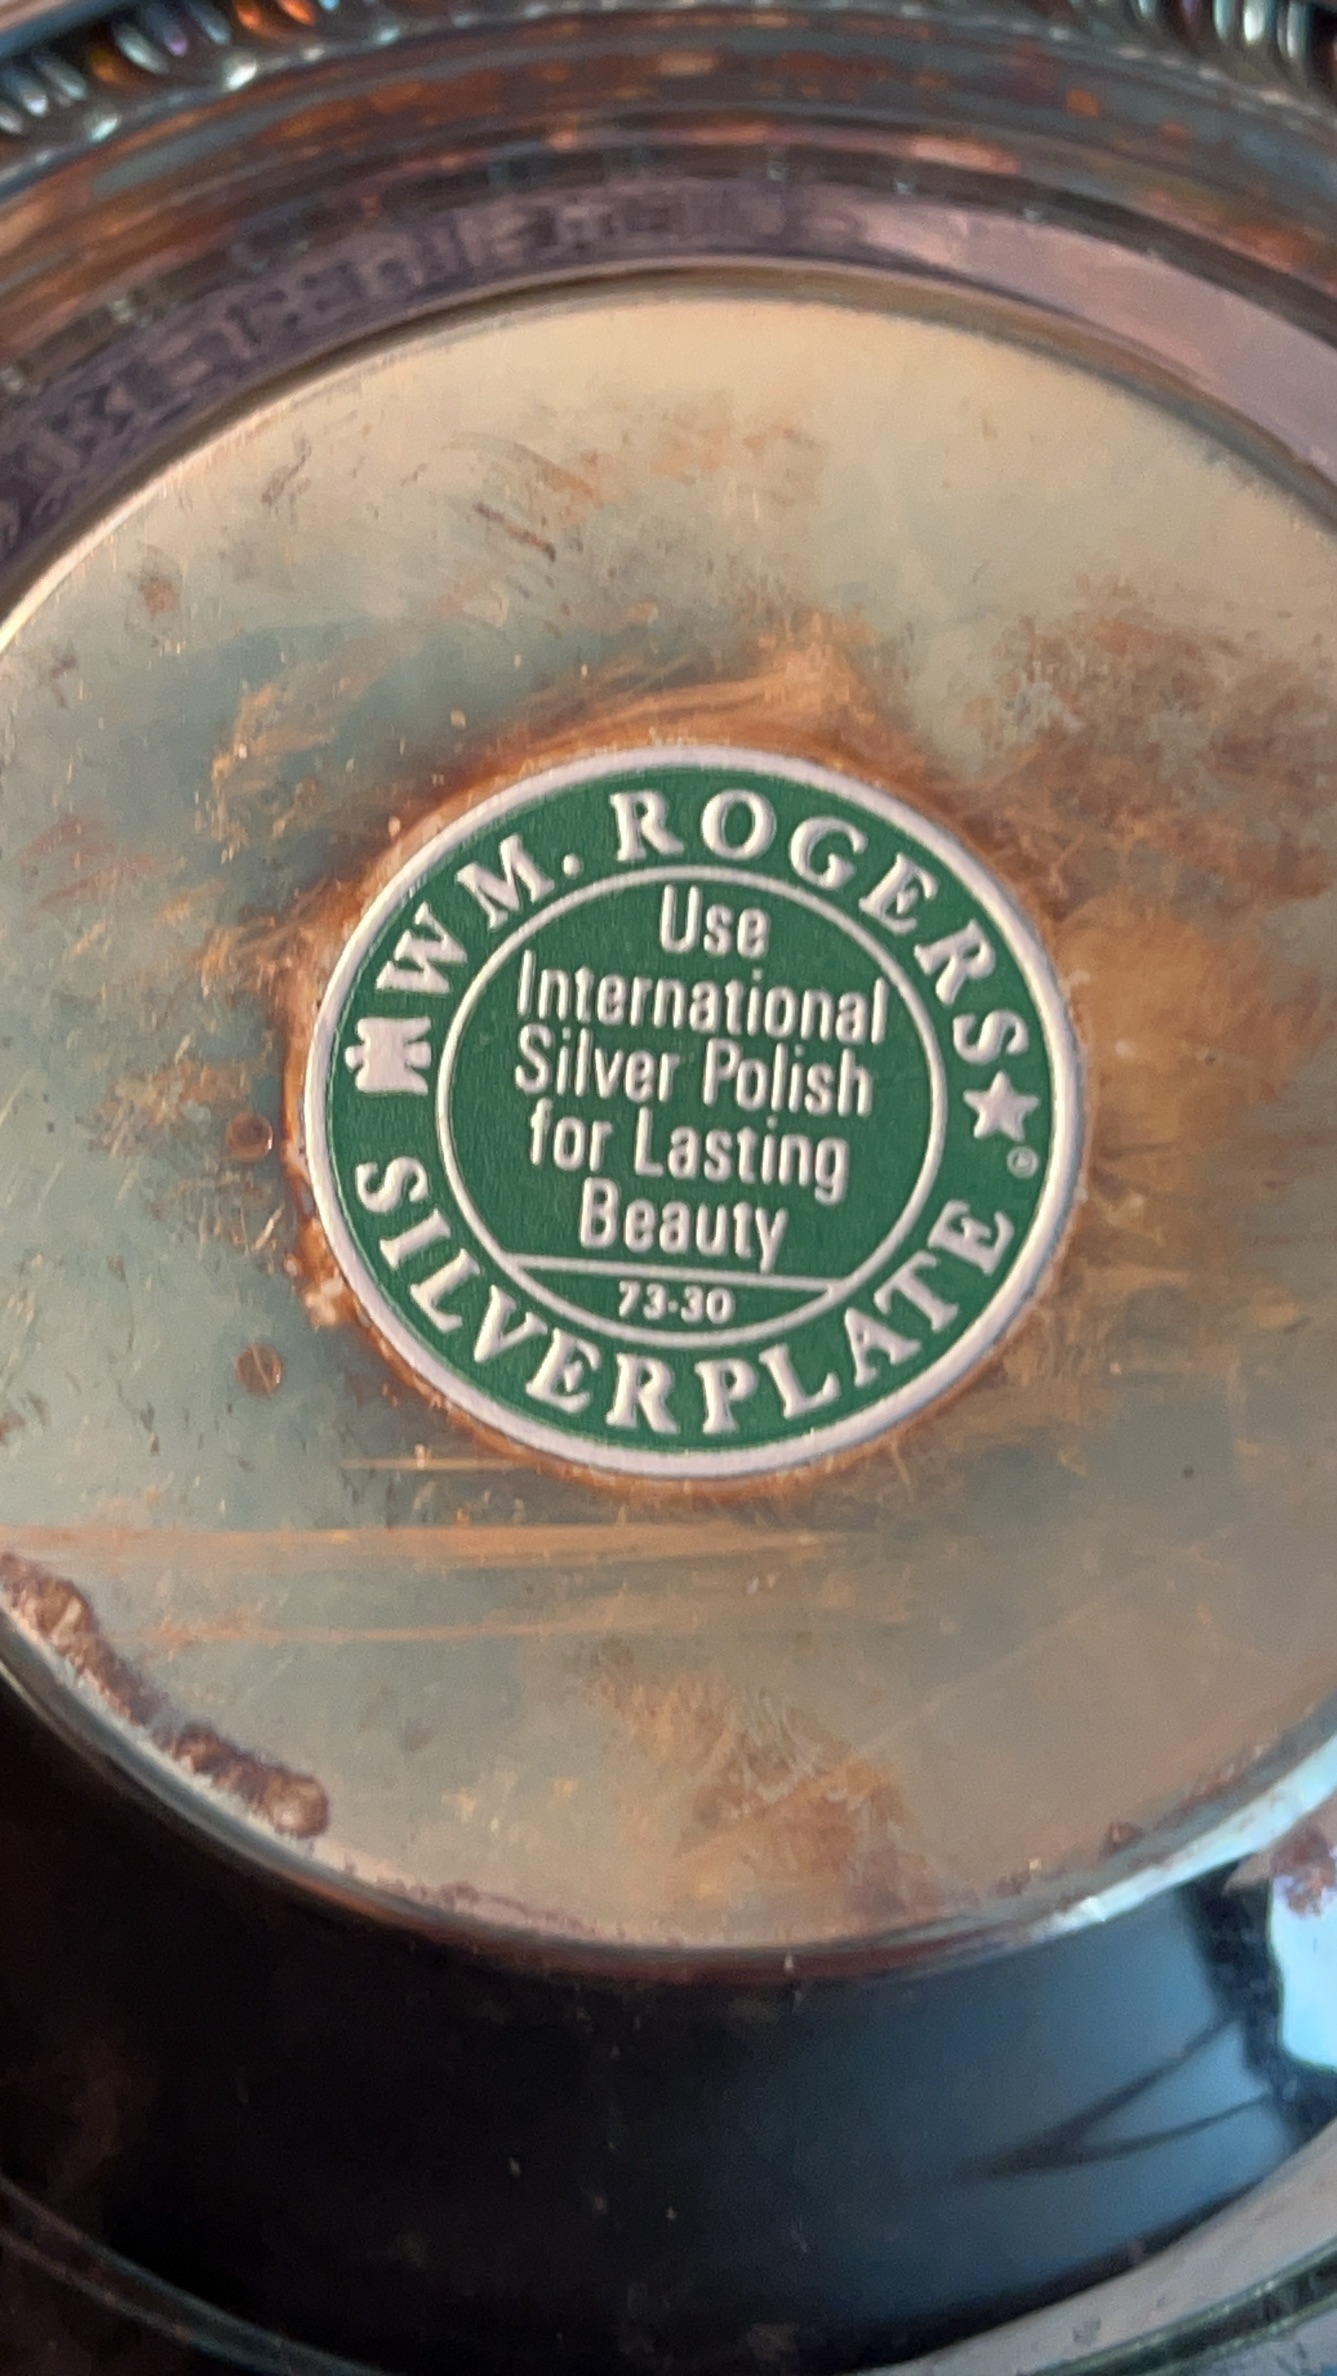 WM. ROGERS★®
Use
International
Silver Polish
for Lasting
Beauty
73-30
SILVERPLATE